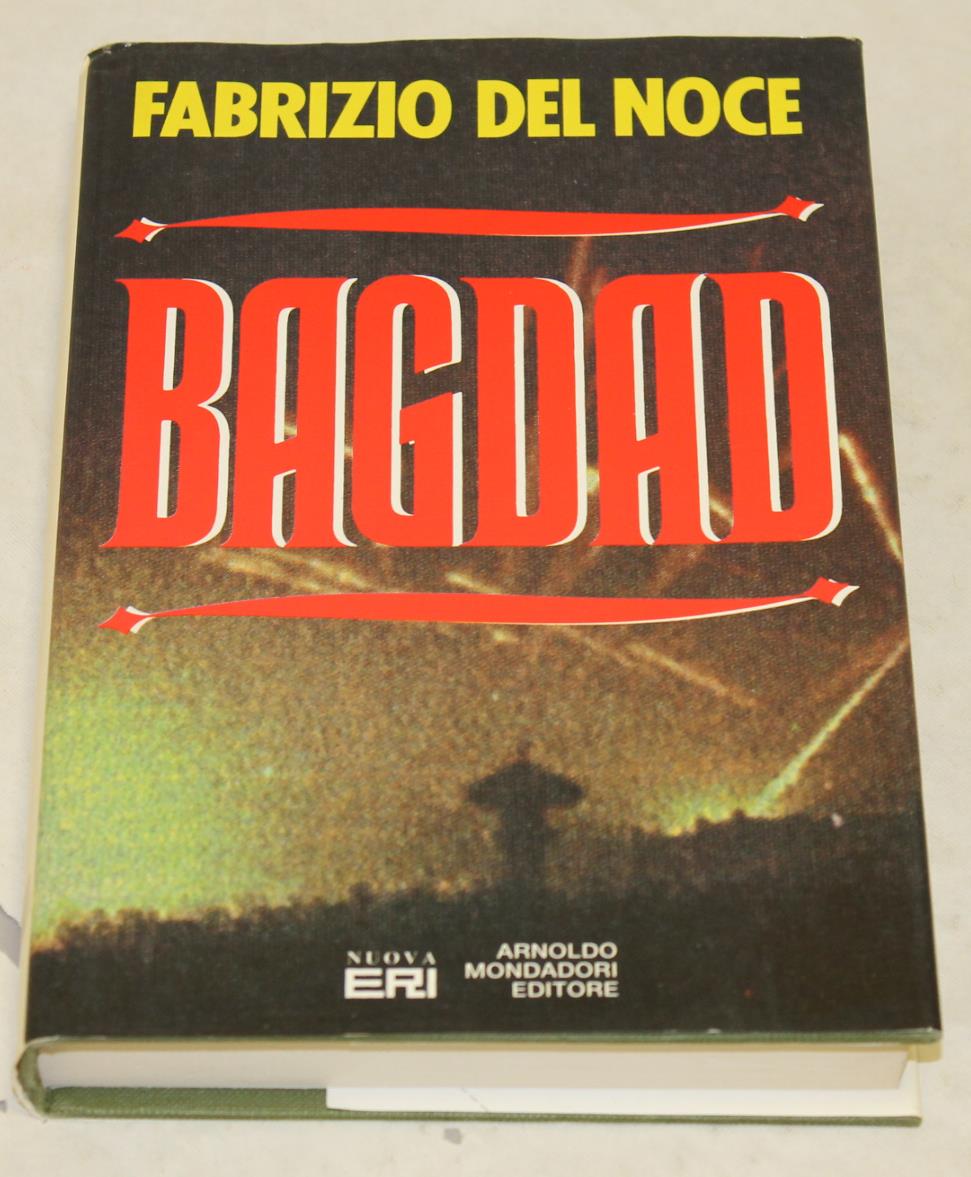 FABRIZIO DEL NOCE
BAGDAD
NUOVA
ERI
ARNOLDO
MONDADORI
EDITORE